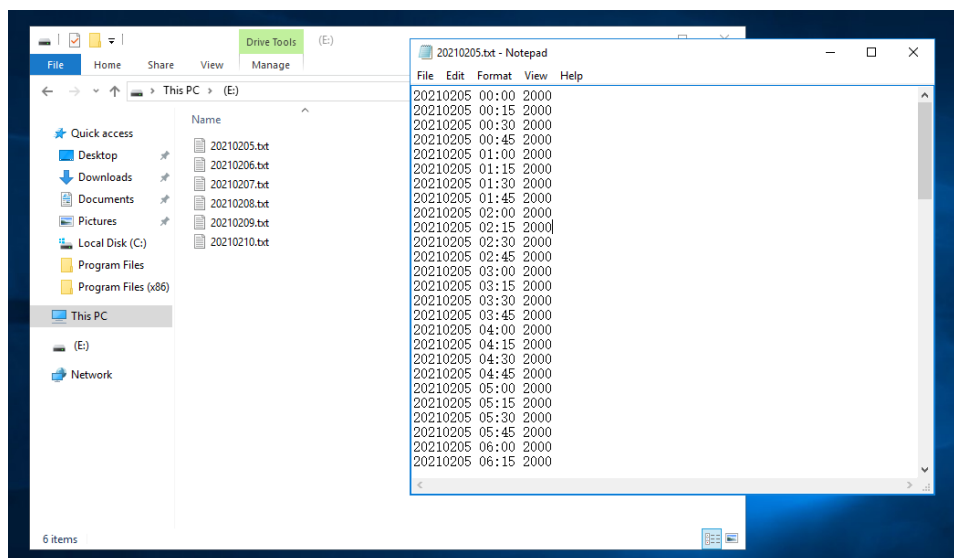 Drive Tools
(E:)
File
Home
Share
View
Manage
This PC
(E:)
Name
Quick access
Desktop
Downloads
Documents
Pictures
Local Disk (C:)
Program Files
Program Files (x86)
This PC
(E:)
Network
20210205.txt
20210206.txt
20210207.txt
20210208.txt
20210209.txt
20210210.txt
6 items
20210205.txt - Notepad
File Edit Format View Help
20210205 00:00 2000
20210205 00:15 2000
20210205 00:30 2000
20210205 00:45 2000
20210205 01:00 2000
20210205 01:15 2000
20210205 01:30 2000
20210205 01:45 2000
20210205 02:00 2000
20210205 02:15 2000
20210205 02:30 2000
20210205 02:45 2000
20210205 03:00 2000
20210205 03:15 2000
20210205 03:30 2000
20210205 03:45 2000
20210205 04:00 2000
20210205 04:15 2000
20210205 04:30 2000
20210205 04:45 2000
20210205 05:00 2000
20210205 05:15 2000
20210205 05:30 2000
20210205 05:45 2000
20210205 06:00 2000
20210205 06:15 2000